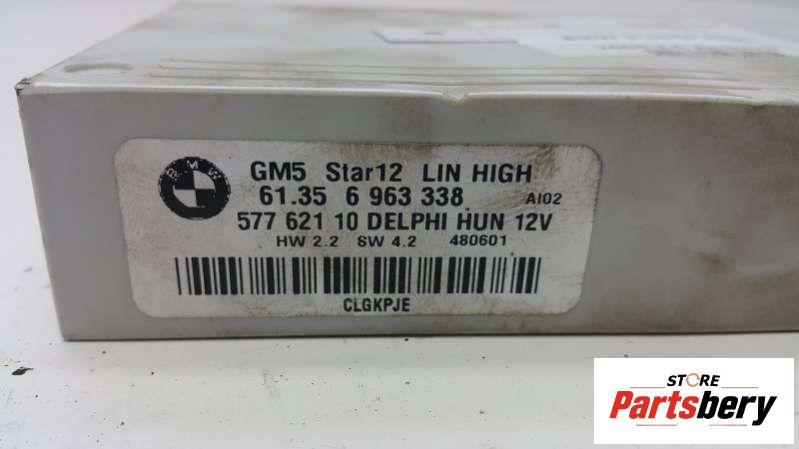 BMW
GM5 Star12 LIN HIGH
61.35 6 963 338 AI02
577 621 10 DELPHI HUN 12V
HW 2.2 SW 4.2 480601
CLGKPJE
STORE
Partsbery